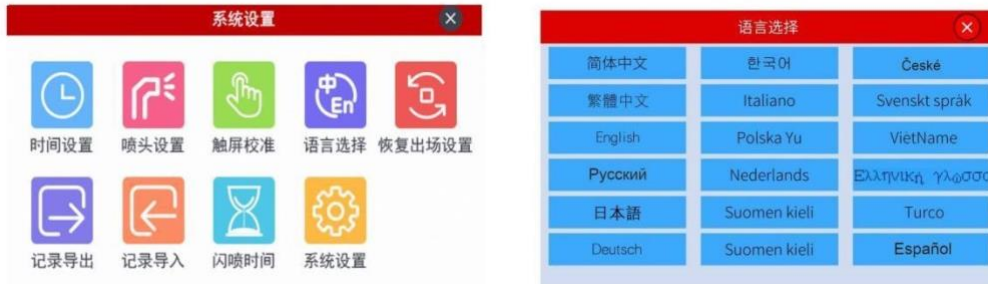 系统设置
中
En
时间设置
喷头设置
触屏校准
语言选择
恢复出场设置
记录导出
记录导入
闪喷时间
系统设置
语言选择
简体中文
한국어
České
繁體中文
Italiano
Svenskt språk
English
Polska Yu
ViêtName
Русский
Nederlands
Ελληνική γλωσσα
日本語
Suomen kieli
Turco
Deutsch
Suomen kieli
Español